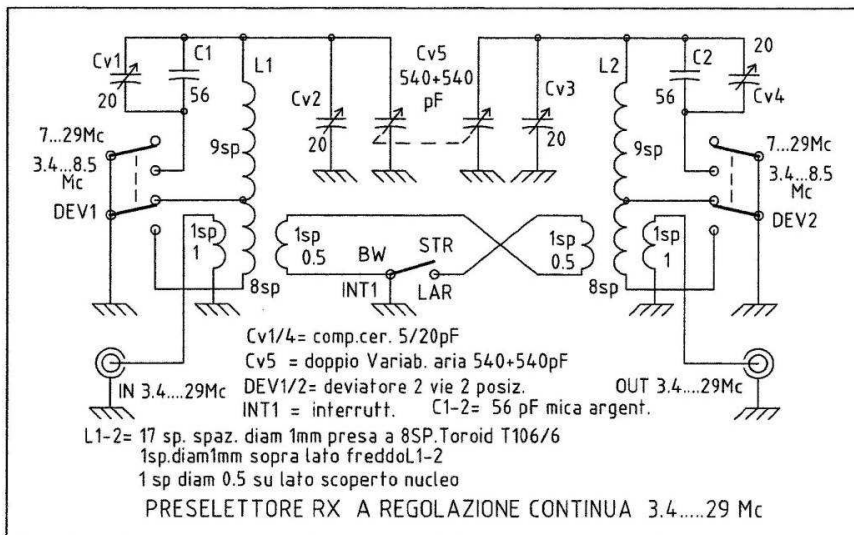 Cv1
20
C1
56
L1
9sp
Cv2
20
Cv5
540+540
pF
Cv3
20
L2
9sp
C2
56
20
Cv4
7...29Mc
3.4...8.5
Mc
DEV1
7...29Mc
3.4...8.5
Mc
DEV2
1sp
1
8sp
1sp
0.5
BW
STR
INT1
LAR
1sp
0.5
8sp
1sp
1
IN 3.4....29Mc
OUT 3.4....29Mc
Cv1/4= comp.cer. 5/20pF
Cv5 = doppio Variab. aria 540+540pF
DEV1/2= deviatore 2 vie 2 posiz.
INT1 = interrutt. C1-2= 56 pF mica argent.
L1-2= 17 sp. spaz. diam 1mm presa a 8SP.Toroid T106/6
1sp.diam1mm sopra lato freddoL1-2
1 sp diam 0.5 su lato scoperto nucleo
PRESELETTORE RX A REGOLAZIONE CONTINUA 3.4.....29 Mc